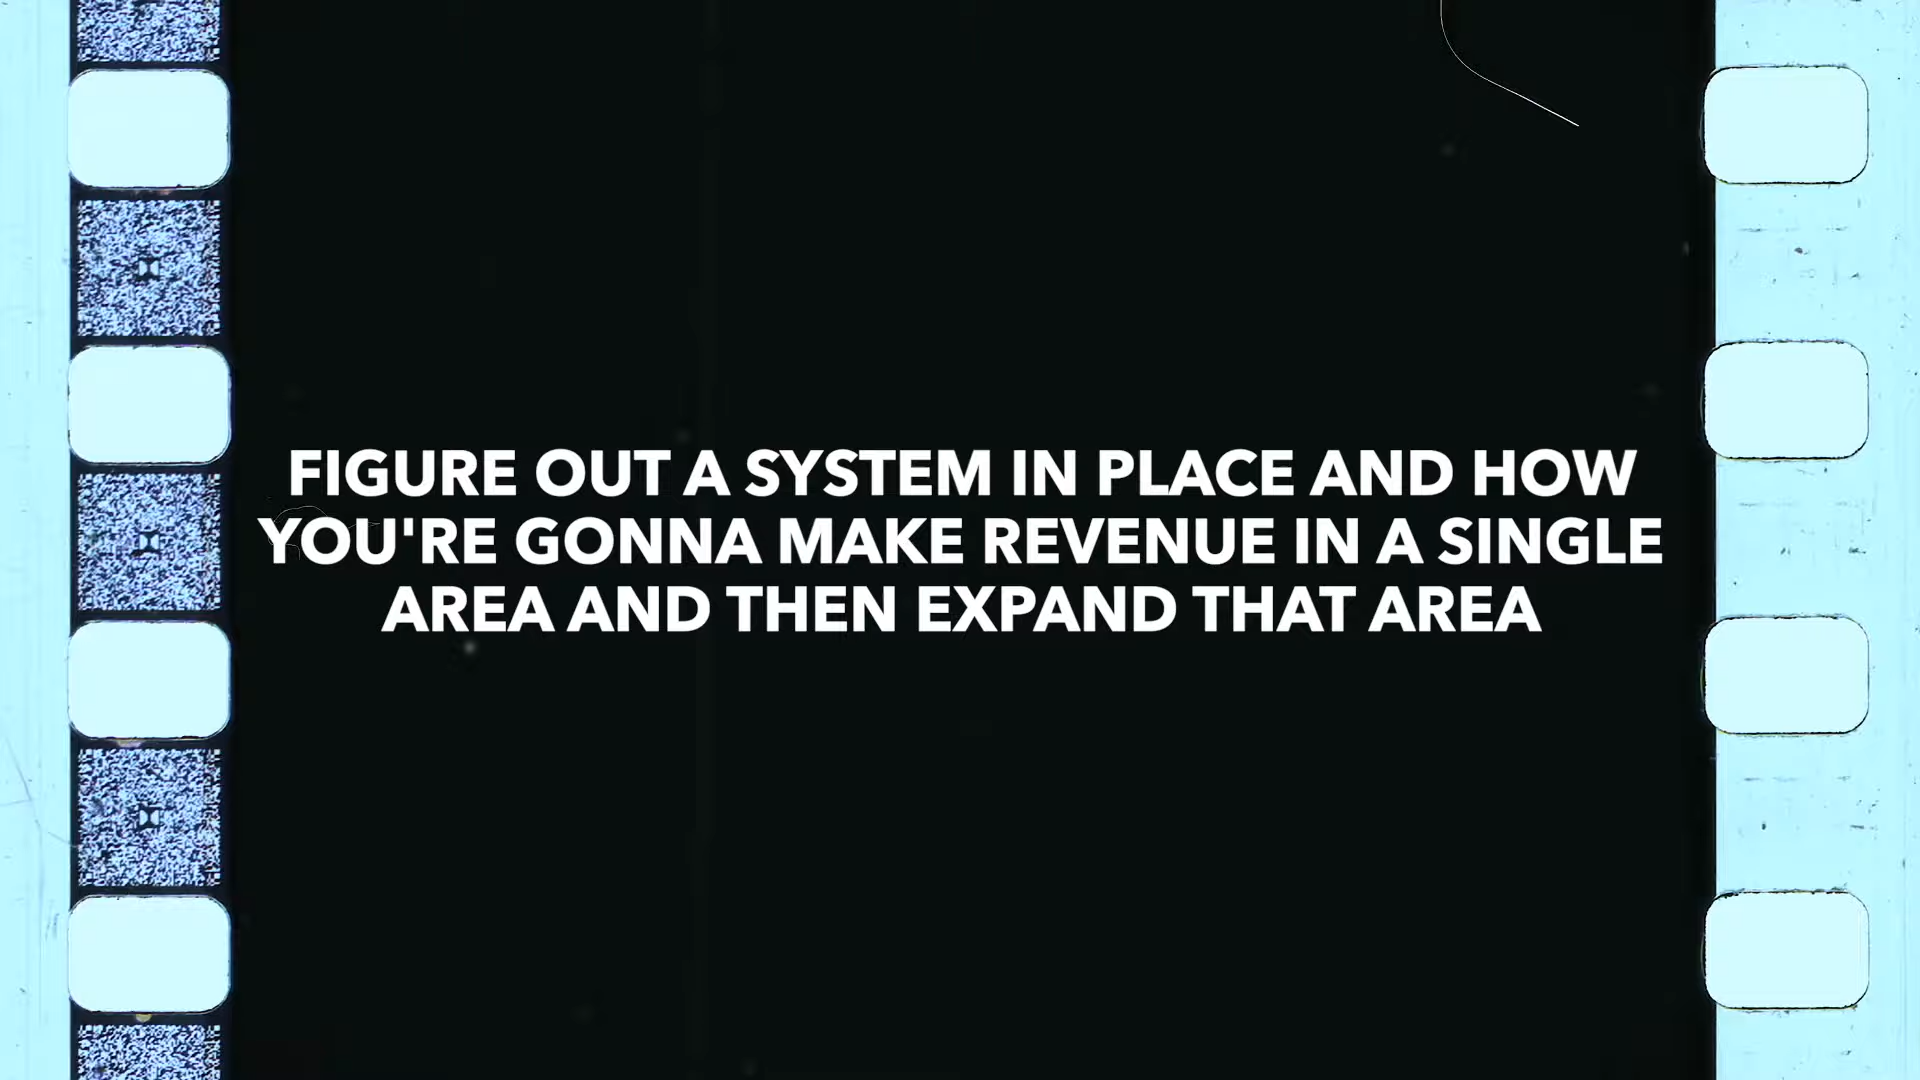 FIGURE OUT A SYSTEM IN PLACE AND HOW
YOU'RE GONNA MAKE REVENUE IN A SINGLE
AREA AND THEN EXPAND THAT AREA